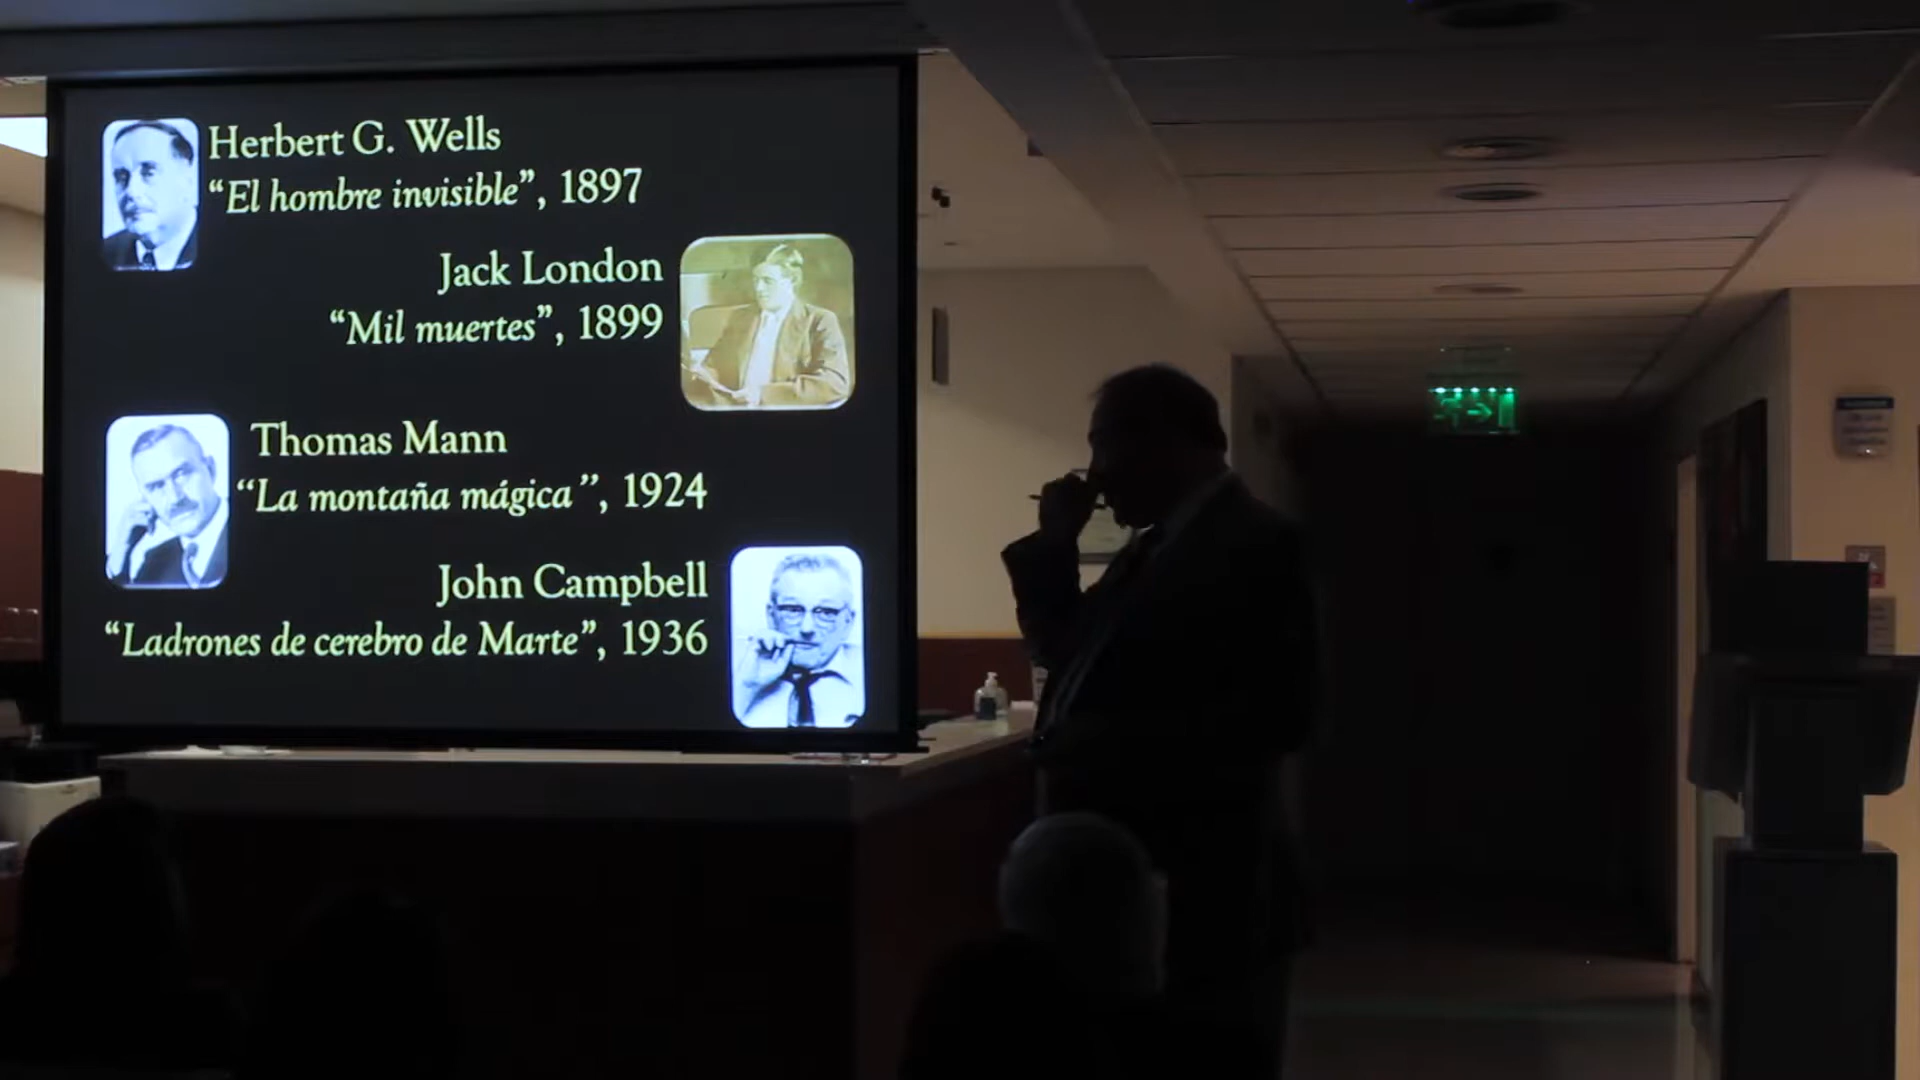 Herbert G. Wells
“El hombre invisible”, 1897
Jack London
“Mil muertes”, 1899
Thomas Mann
“La montaña mágica”, 1924
John Campbell
“Ladrones de cerebro de Marte”, 1936